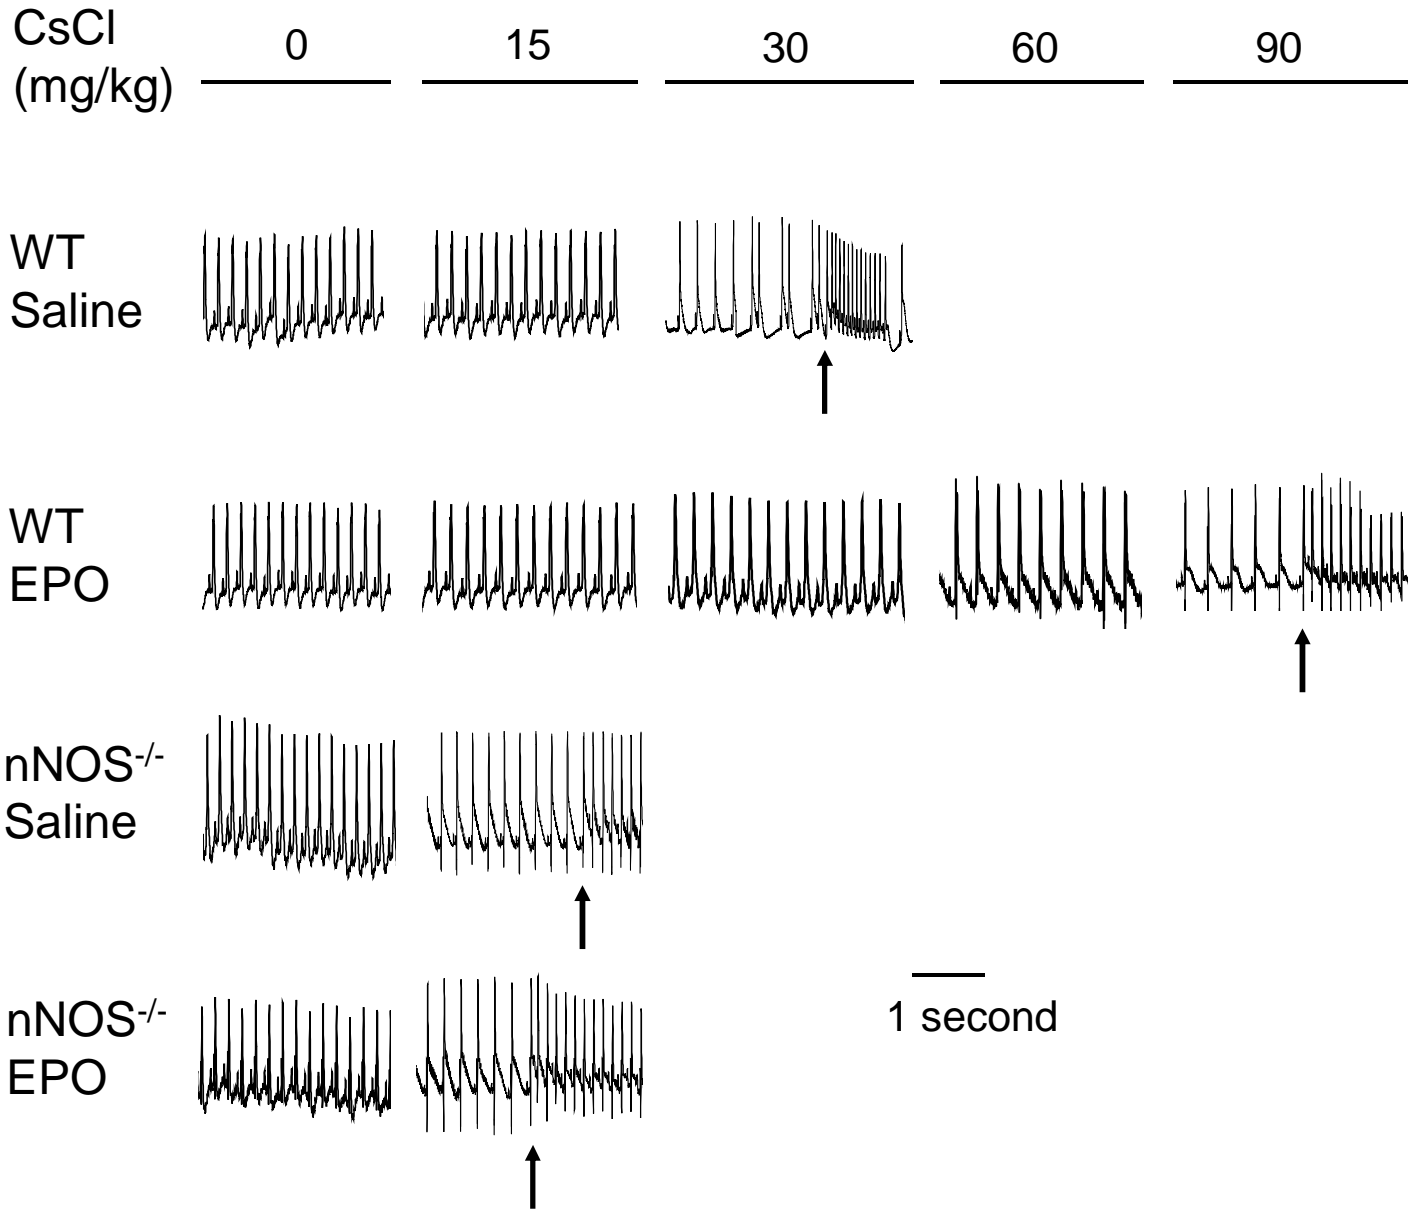 CsCl
(mg/kg)
0 15 30 60 90
WT
Saline
WT
EPO
nNOS-/-
Saline
nNOS-/-
EPO
1 second